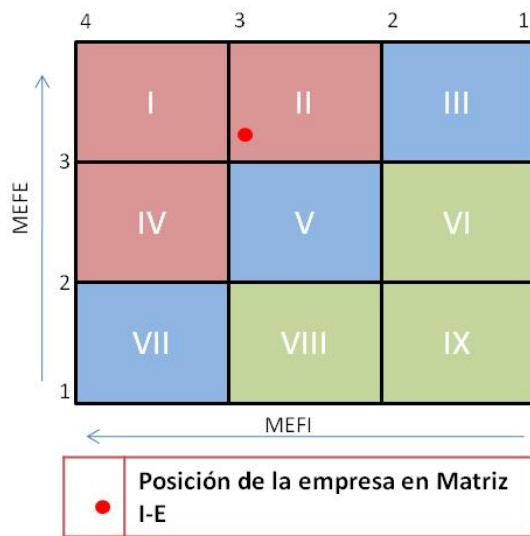 4 3 2 1
I II III
3
MEFE
IV V VI
2
VII VIII IX
1
MEFI
Posición de la empresa en Matriz
I-E